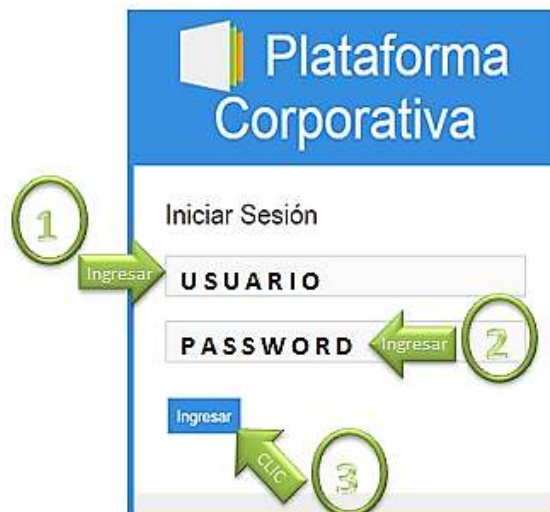 Plataforma
Corporativa
Iniciar Sesión
1
Ingresar
USUARIO
PASSWORD
Ingresar
2
Ingresar
CLIC
3